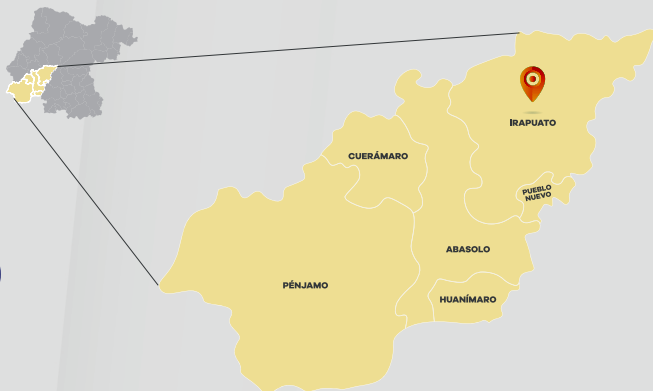 IRAPUATO
CUERÁMARO
PUEBLO
NUEVO
ABASOLO
PÉNJAMO
HUANÍMARO